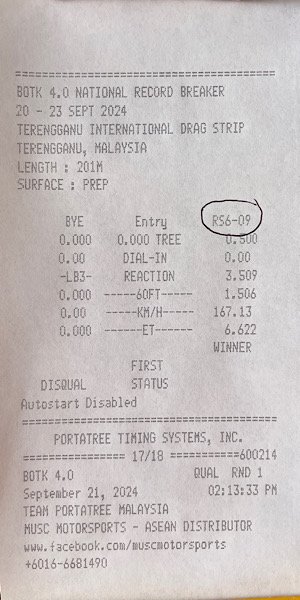 ==============================================
BOTK 4.0 NATIONAL RECORD BREAKER
20 - 23 SEPT 2024
TERENGGANU INTERNATIONAL DRAG STRIP
TERENGGANU, MALAYSIA
LENGTH : 201M
SURFACE : PREP
BYE Entry RS6-09
0.000 0.000 TREE 0.500
0.00 DIAL-IN 0.00
-LB3- REACTION 3.509
0.000 ------60FT------ 1.506
0.00 ------KM/H----- 167.13
0.000 -------ET------- 6.622
WINNER
FIRST
DISQUAL STATUS
Autostart Disabled
==============================================
PORTATREE TIMING SYSTEMS, INC.
================== 17/18 ===========600214
BOTK 4.0 QUAL RND 1
September 21, 2024 02:13:33 PM
TEAM PORTATREE MALAYSIA
MUSC MOTORSPORTS - ASEAN DISTRIBUTOR
www.facebook.com/muscmotorsports
+6016-6681490